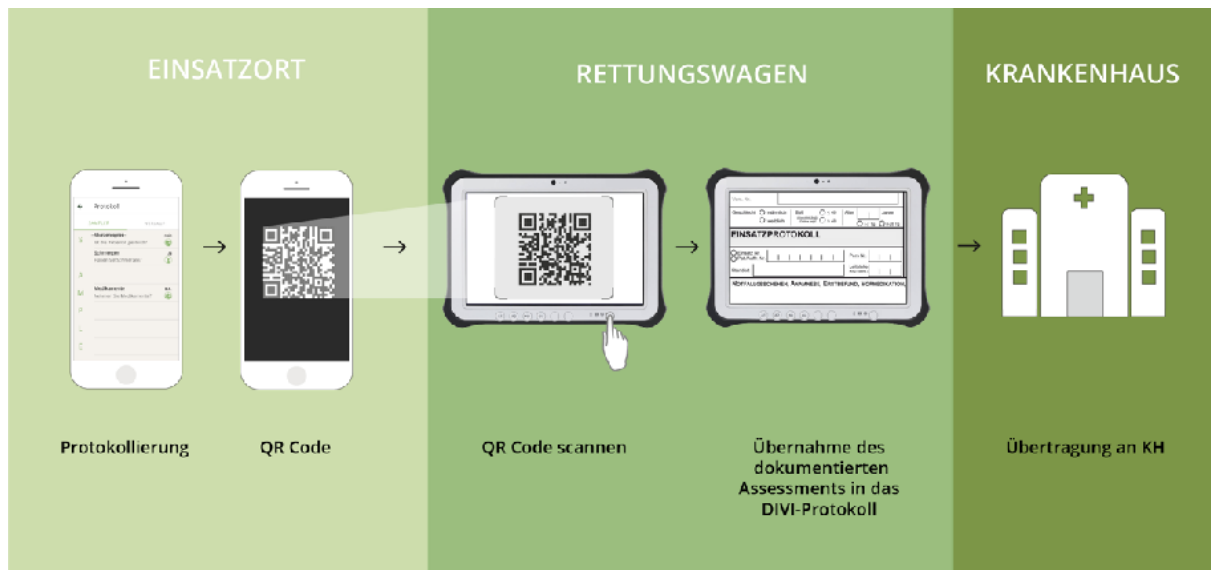 EINSATZORT
RETTUNGSWAGEN
KRANKENHAUS
Protokoll
Medikamente
EINSATZPROTOKOLL
Protokollierung
QR Code
QR Code scannen
Übernahme des
dokumentierten
Assessments in das
DIVI-Protokoll
Übertragung an KH